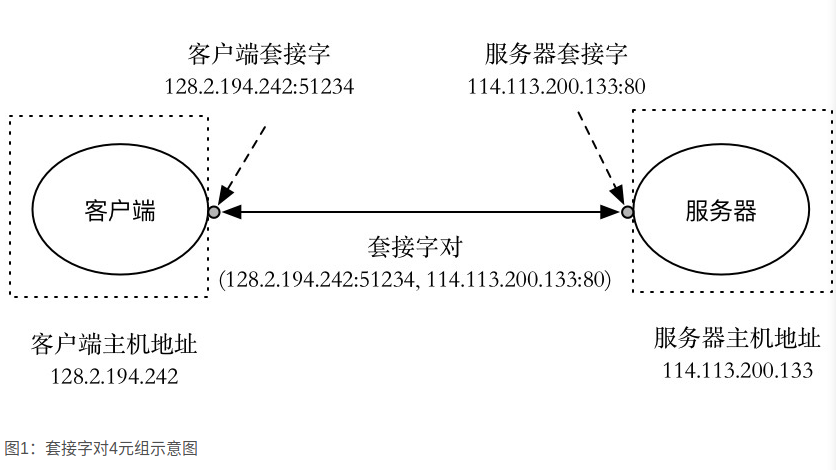 客户端套接字
128.2.194.242:51234
服务器套接字
114.113.200.133:80
客户端
服务器
套接字对
(128.2.194.242:51234, 114.113.200.133:80)
客户端主机地址
128.2.194.242
服务器主机地址
114.113.200.133
图1：套接字对4元组示意图